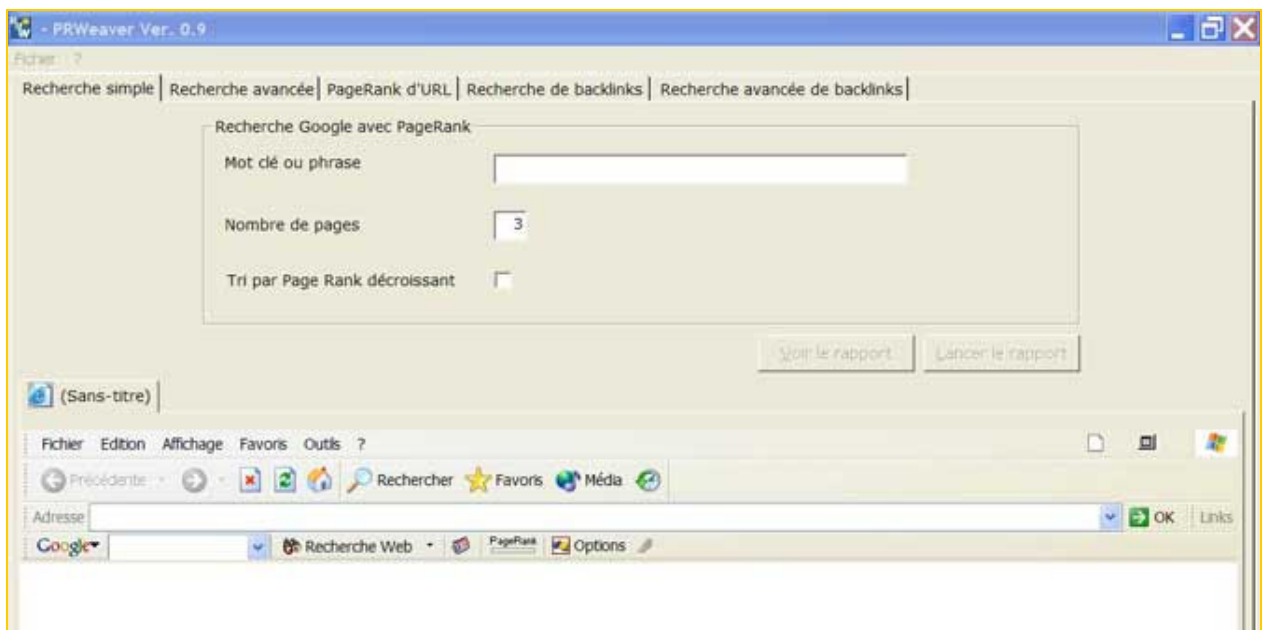 - PRWeaver Ver. 0.9
Fichier ?
Recherche simple Recherche avancée PageRank d'URL Recherche de backlinks Recherche avancée de backlinks
Recherche Google avec PageRank
Mot clé ou phrase
Nombre de pages 3
Tri par Page Rank décroissant
Voir le rapport Lancer le rapport
(Sans-titre)
Fichier Edition Affichage Favoris Outils ?
Précédente Rechercher Favoris Média
Adresse OK Links
Google Recherche Web PageRank Options